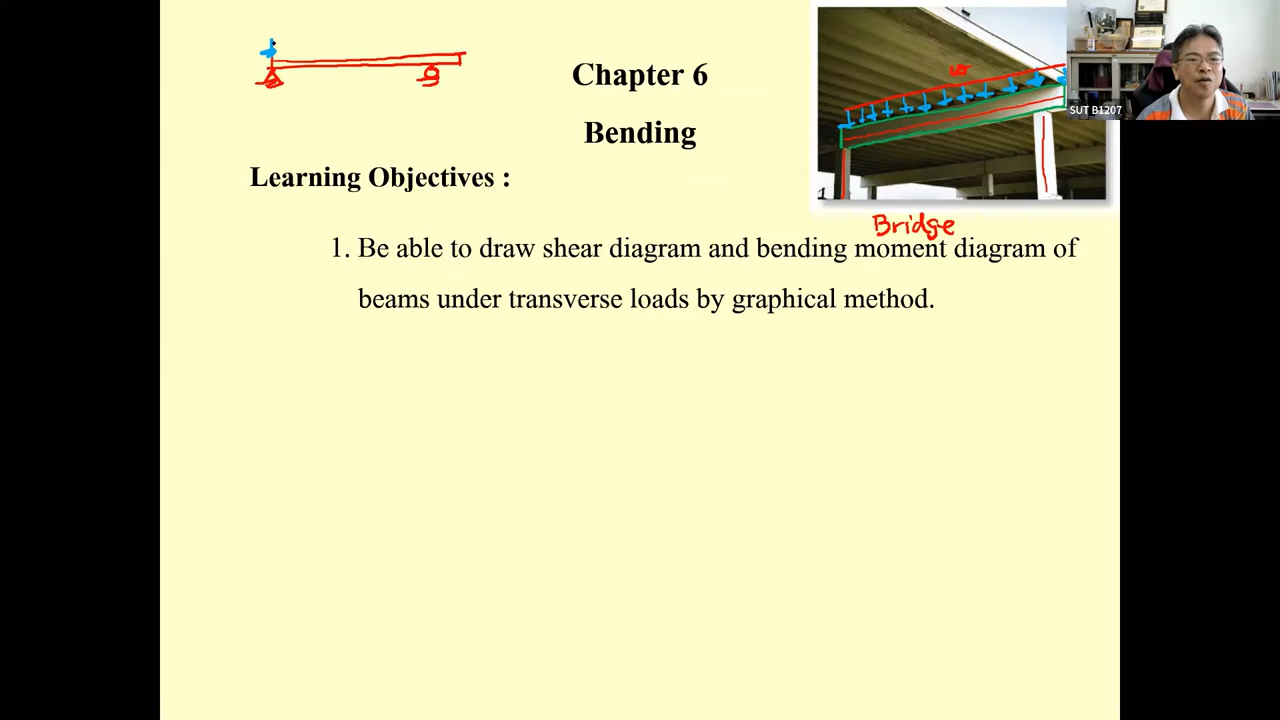 Chapter 6
Bending
Learning Objectives :
1. Be able to draw shear diagram and bending moment diagram of
beams under transverse loads by graphical method.
w
Bridge
SUT B1207